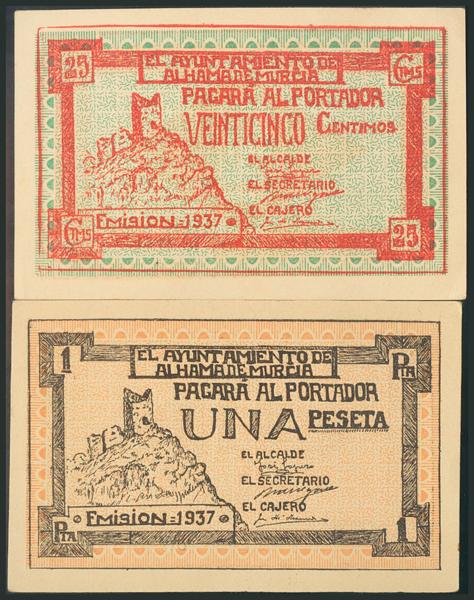 25 CTMS
EL AYUNTAMIENTO DE
ALHAMA DE MURCIA
PAGARÁ AL PORTADOR
VEINTICINCO CENTIMOS
EL ALCALDE
EL SECRETARIO
EL CAJERO
EMISION=1937
CTMS 25
1 PTA
EL AYUNTAMIENTO DE
ALHAMA DE MURCIA
PAGARÁ AL PORTADOR
UNA PESETA
EL ALCALDE
EL SECRETARIO
EL CAJERO
EMISION=1937
PTA 1